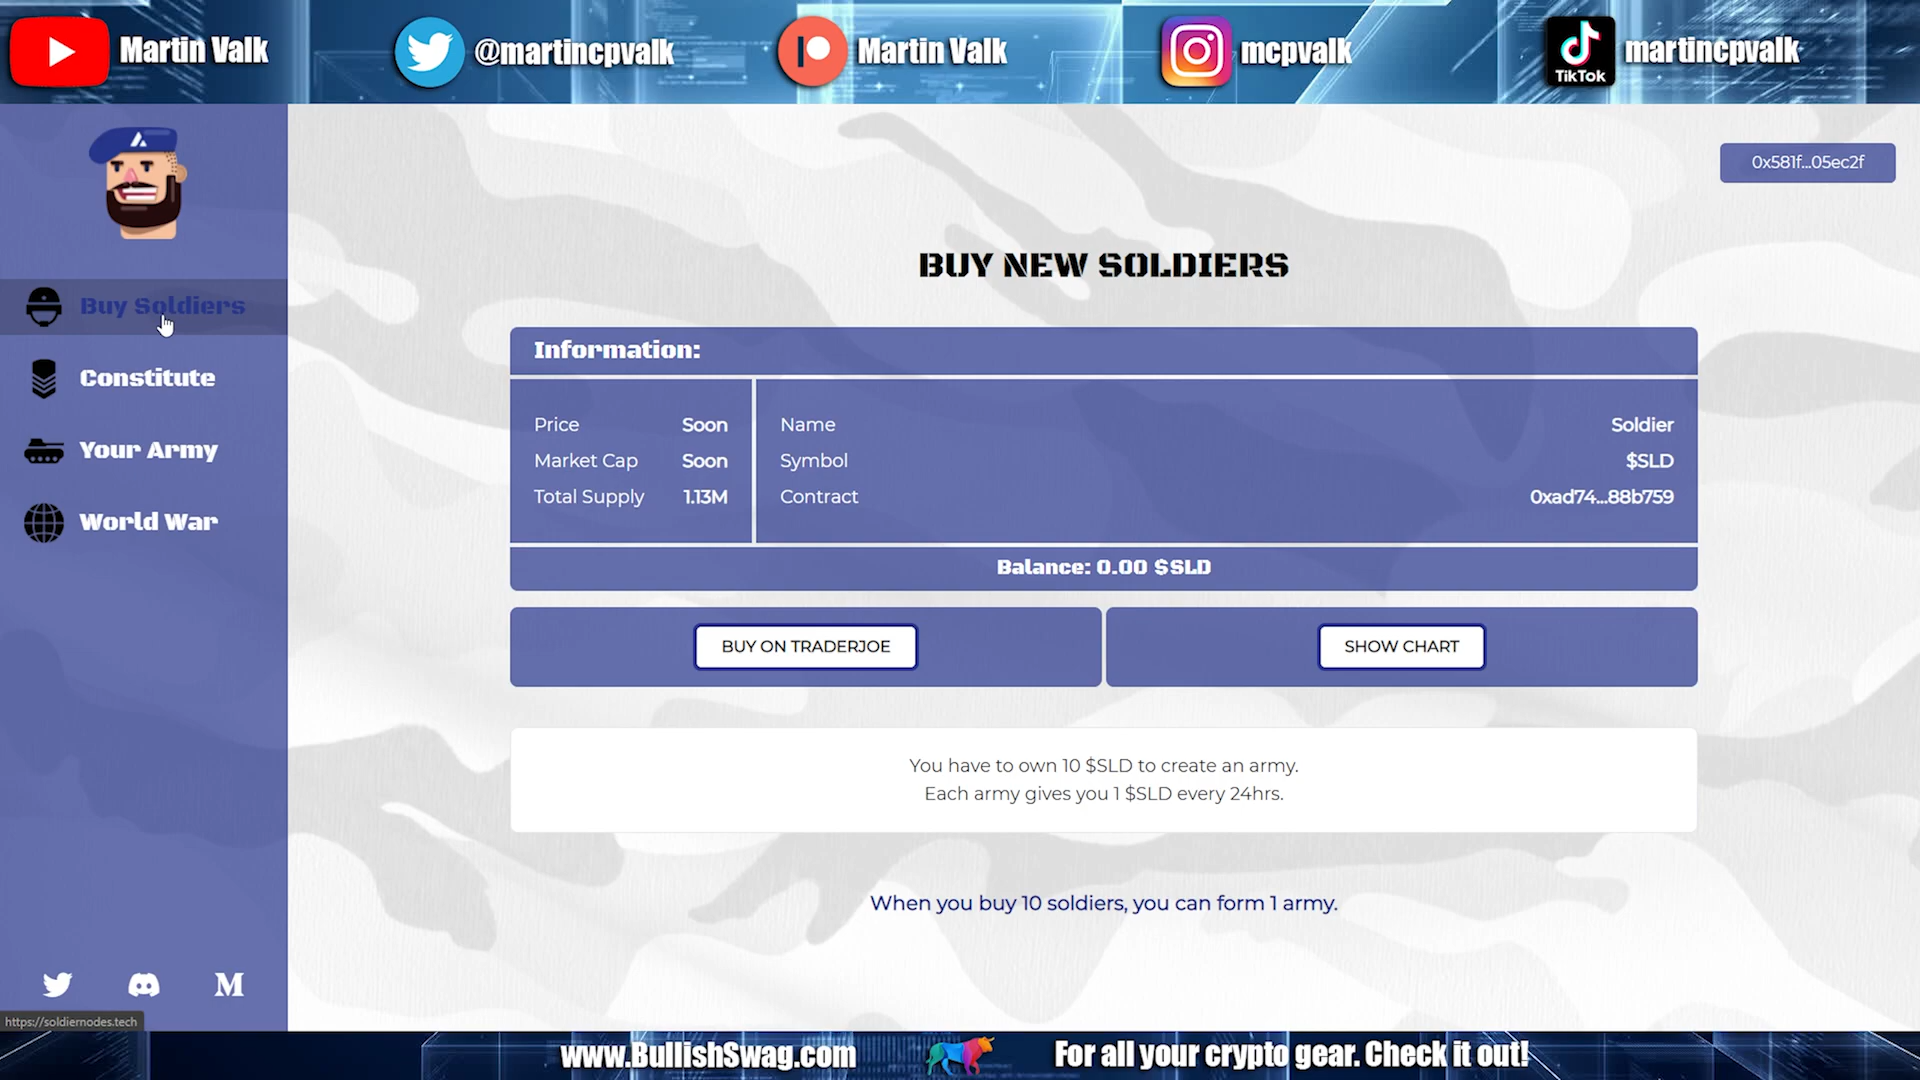 Martin Valk
@martincpvalk
Martin Valk
mcpvalk
TikTok
martincpvalk
0x581f...05ec2f
Buy Soldiers
Constitute
Your Army
World War
BUY NEW SOLDIERS
Information:
Price Soon
Market Cap Soon
Total Supply 1.13M
Name Soldier
Symbol $SLD
Contract 0xad74...88b759
Balance: 0.00 $SLD
BUY ON TRADERJOE
SHOW CHART
You have to own 10 $SLD to create an army.
Each army gives you 1 $SLD every 24hrs.
When you buy 10 soldiers, you can form 1 army.
https://soldiernodes.tech
www.BullishSwag.com
For all your crypto gear. Check it out!